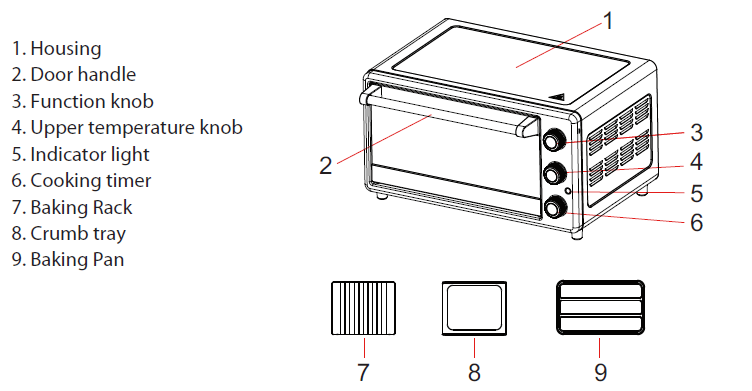 1. Housing
2. Door handle
3. Function knob
4. Upper temperature knob
5. Indicator light
6. Cooking timer
7. Baking Rack
8. Crumb tray
9. Baking Pan
1
2
3
4
5
6
7
8
9